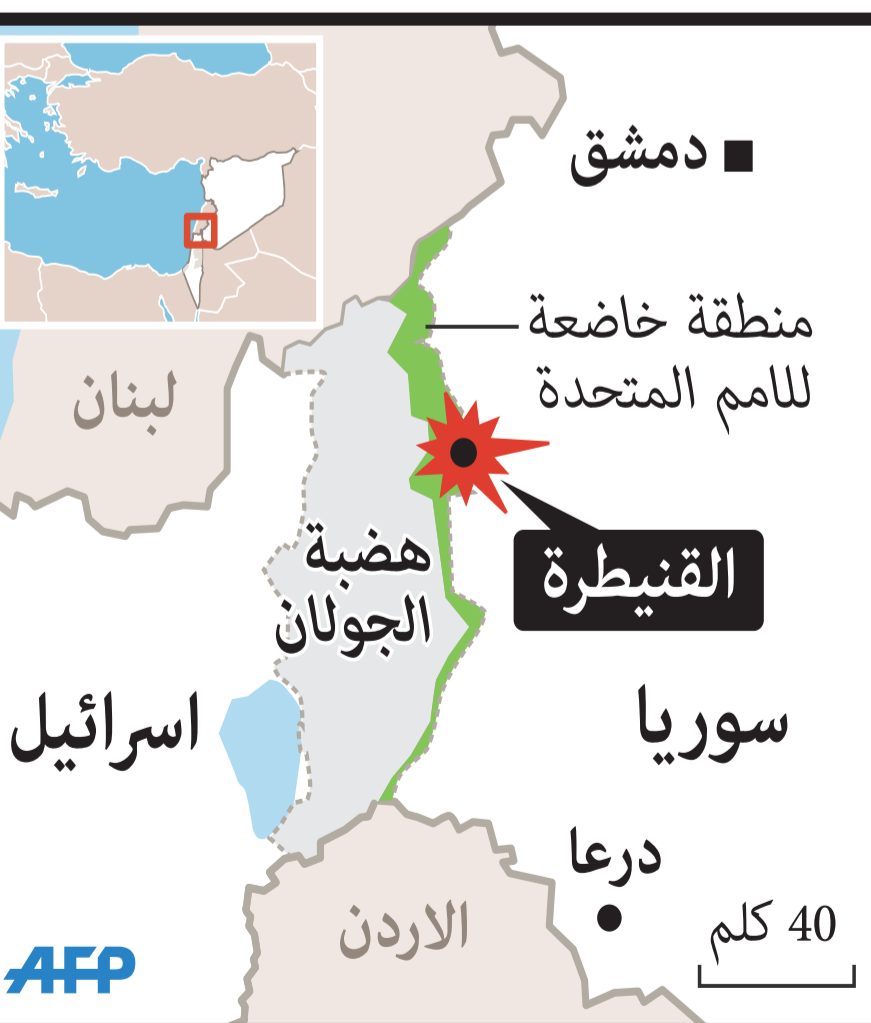 دمشق
منطقة خاضعة
للامم المتحدة
لبنان
القنيطرة
هضبة
الجولان
اسرائيل
سوريا
درعا
الاردن
40 كلم
AFP